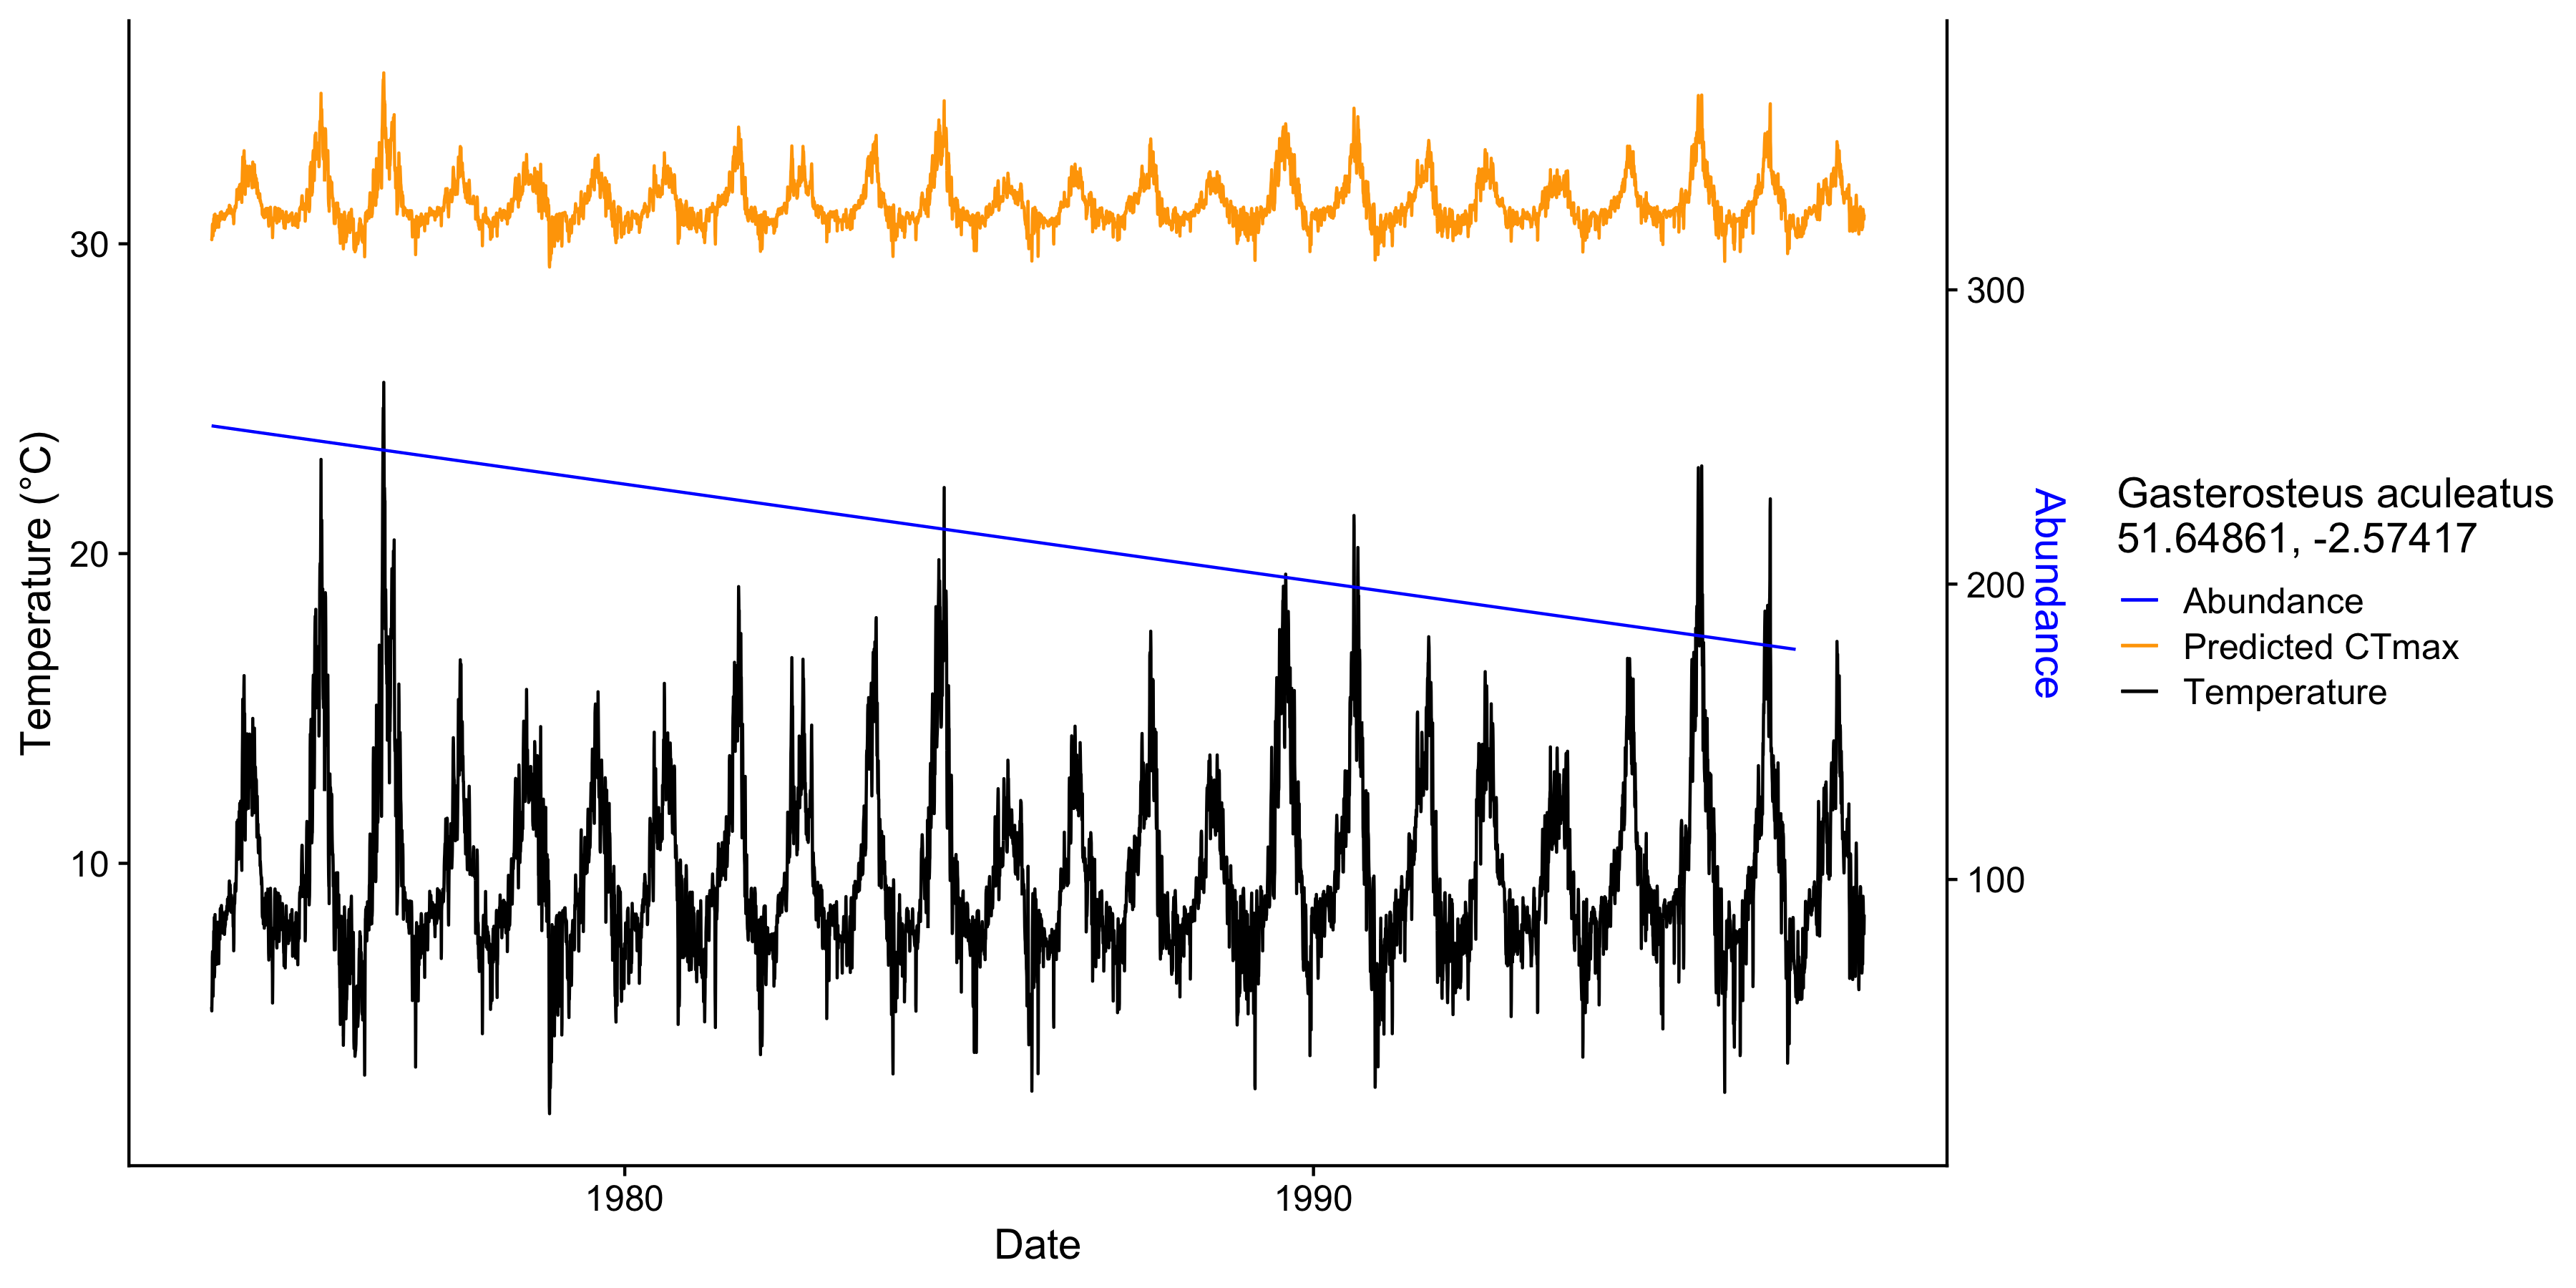 Temperature (°C)
30
20
10
1980
1990
Date
300
200
100
Abundance
Gasterosteus aculeatus
51.64861, -2.57417
Abundance
Predicted CTmax
Temperature